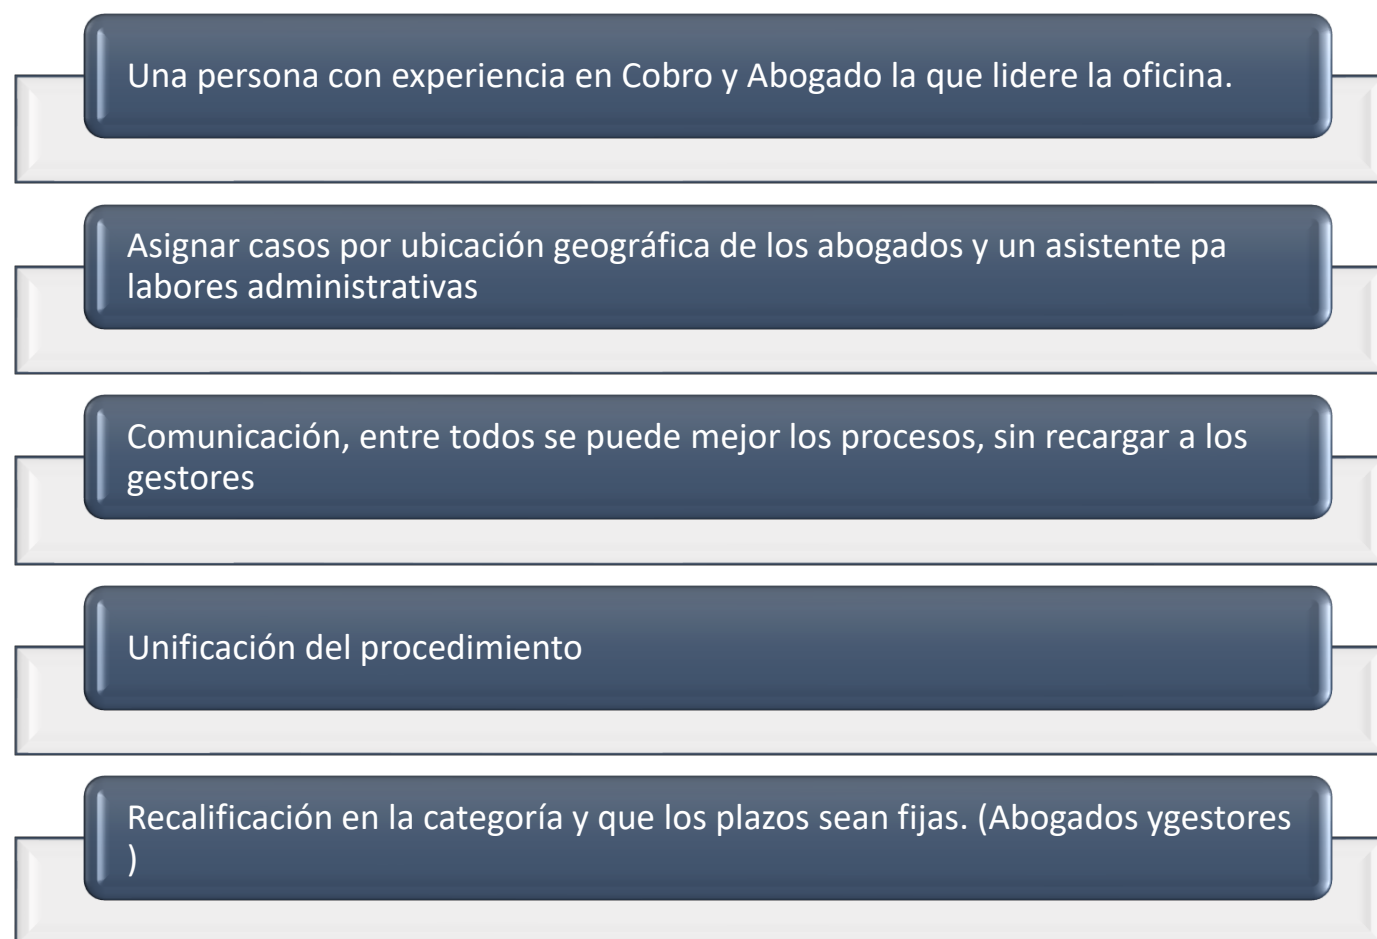 Una persona con experiencia en Cobro y Abogado la que lidere la oficina.
Asignar casos por ubicación geográfica de los abogados y un asistente pa
labores administrativas
Comunicación, entre todos se puede mejor los procesos, sin recargar a los
gestores
Unificación del procedimiento
Recalificación en la categoría y que los plazos sean fijas. (Abogados ygestores
)